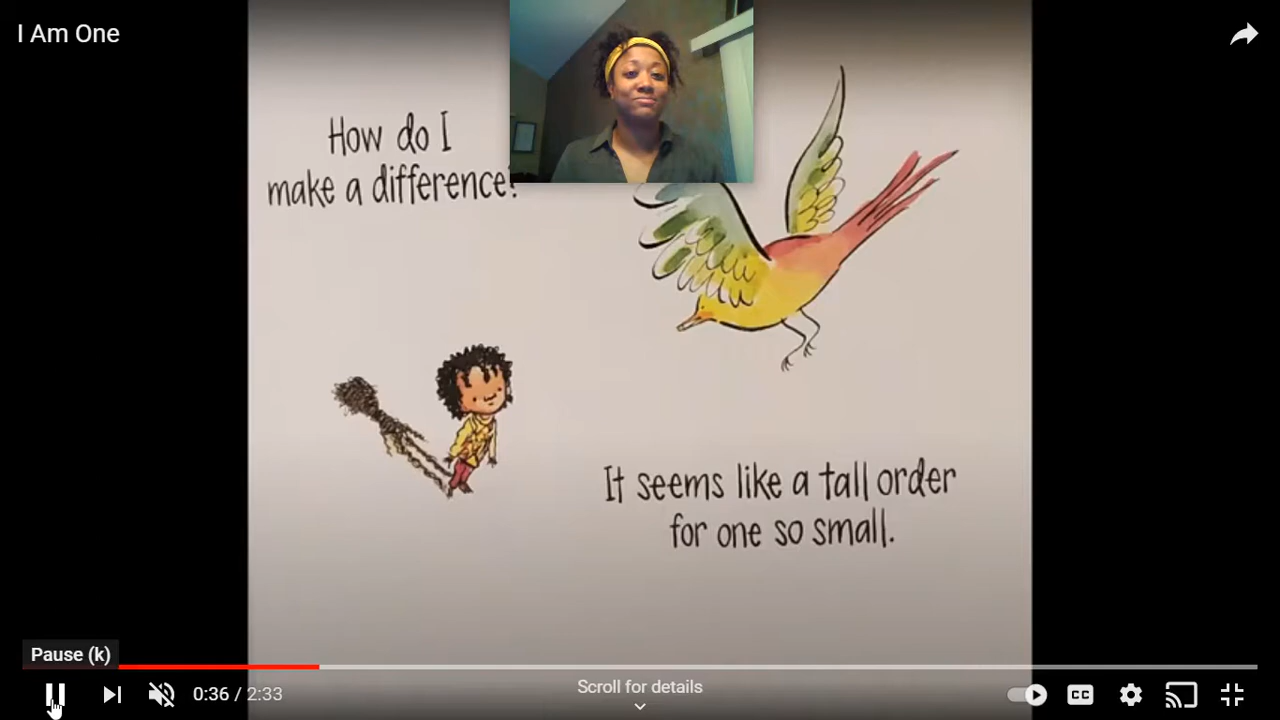 I Am One
How do I
make a difference?
It seems like a tall order
for one so small.
Pause (k)
0:36 / 2:33
Scroll for details
CC